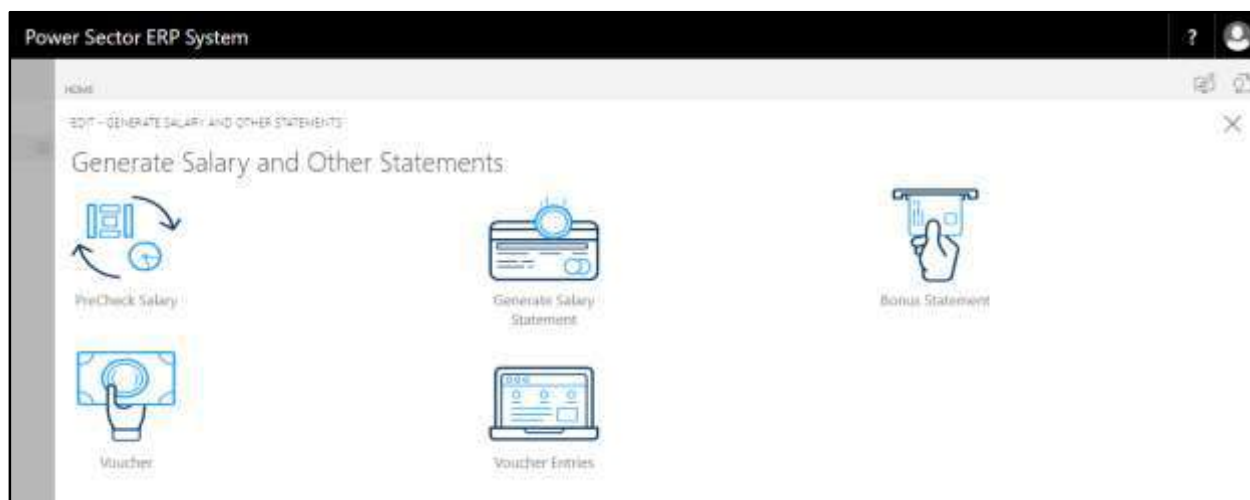 Power Sector ERP System
?
HOME
EDIT - GENERATE SALARY AND OTHER STATEMENTS
Generate Salary and Other Statements
PreCheck Salary
Generate Salary
Statement
Bonus Statement
Voucher
Voucher Entries